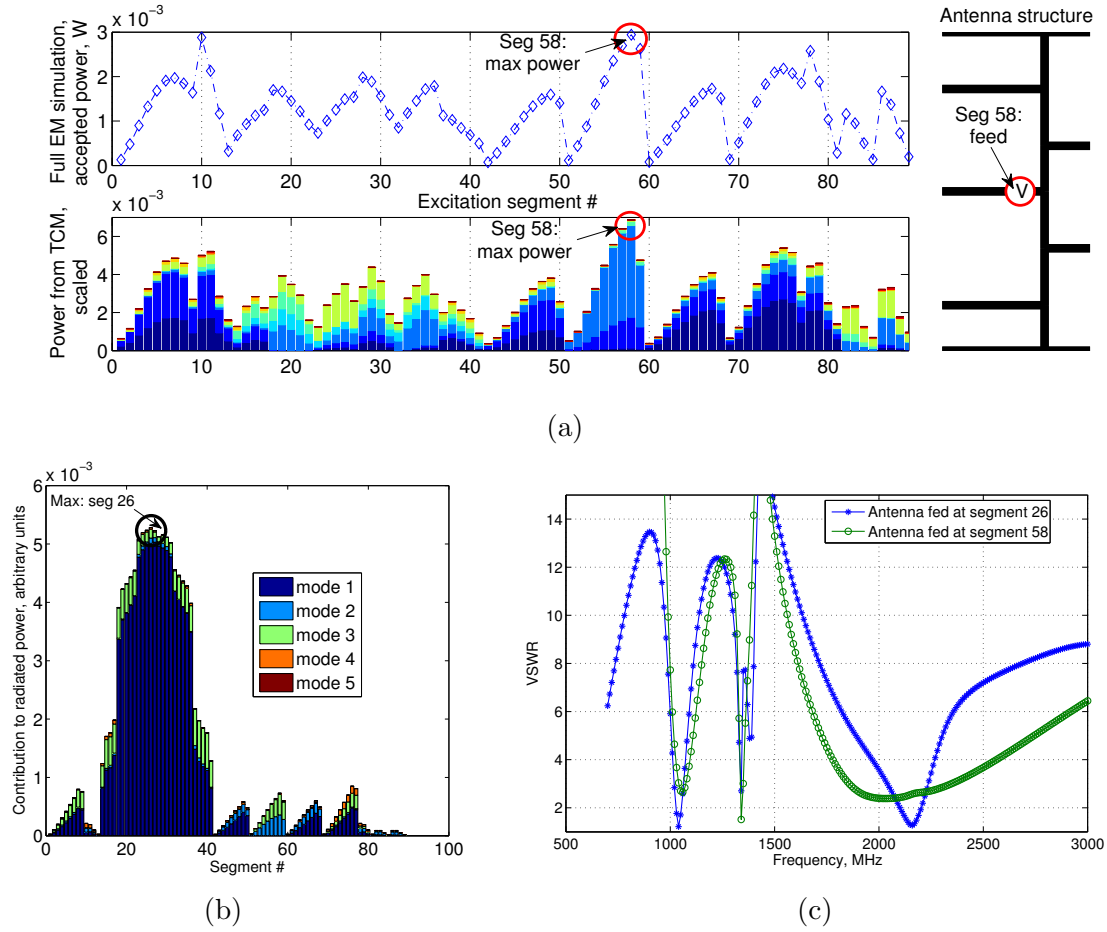 x 10⁻³
Full EM simulation,
accepted power, W
3
2
1
0
Seg 58:
max power
0 10 20 30 40 50 60 70 80
Excitation segment #
x 10⁻³
Power from TCM,
scaled
6
4
2
0
Seg 58:
max power
0 10 20 30 40 50 60 70 80
Antenna structure
Seg 58:
feed
V
(a)
x 10⁻³
Contribution to radiated power, arbitrary units
6
5
4
3
2
1
0
Max: seg 26
mode 1
mode 2
mode 3
mode 4
mode 5
0 20 40 60 80 100
Segment #
(b)
VSWR
14
12
10
8
6
4
2
Antenna fed at segment 26
Antenna fed at segment 58
500 1000 1500 2000 2500 3000
Frequency, MHz
(c)